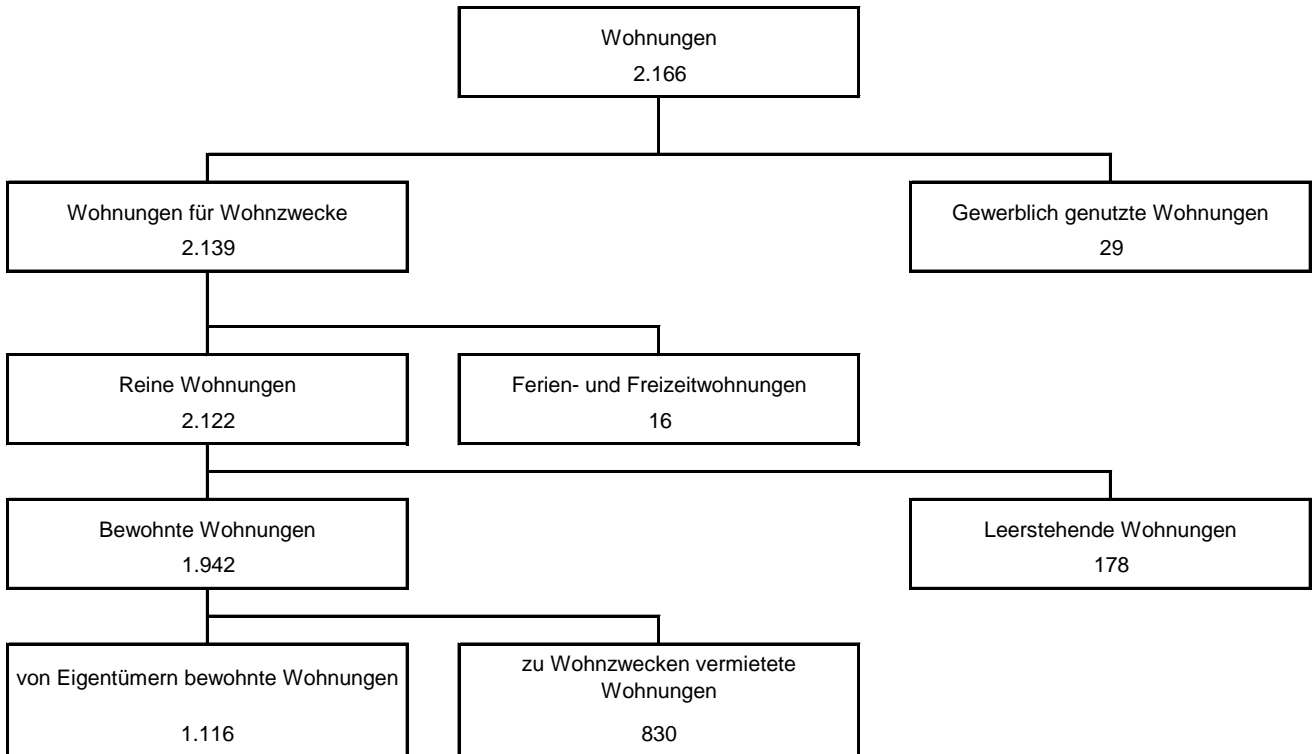 Wohnungen
2.166
Wohnungen für Wohnzwecke
2.139
Gewerblich genutzte Wohnungen
29
Reine Wohnungen
2.122
Ferien- und Freizeitwohnungen
16
Bewohnte Wohnungen
1.942
Leerstehende Wohnungen
178
von Eigentümern bewohnte Wohnungen
1.116
zu Wohnzwecken vermietete
Wohnungen
830